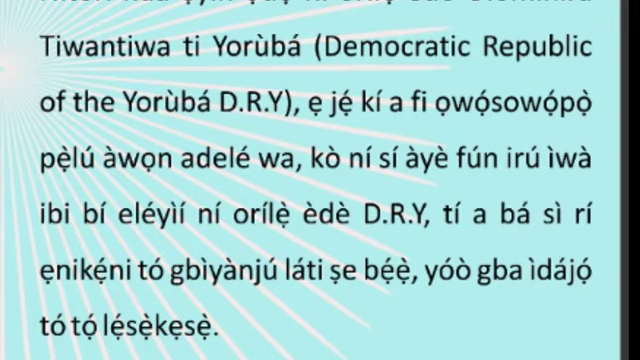 Tiwantiwa ti Yorùbá (Democratic Republic
of the Yorùbá D.R.Y), ẹ jẹ́ kí a fi ọwọ́sowọ́pọ̀
pẹ̀lú àwọn adelé wa, kò ní sí àyè fún irú ìwà
ibi bí eléyìí ní orílẹ̀ èdè D.R.Y, tí a bá sì rí
ẹnikẹ́ni tó gbìyànjú láti ṣe bẹ́ẹ̀, yóò gba ìdájọ́
tó tọ́ lẹ́sẹ̀kẹsẹ̀.